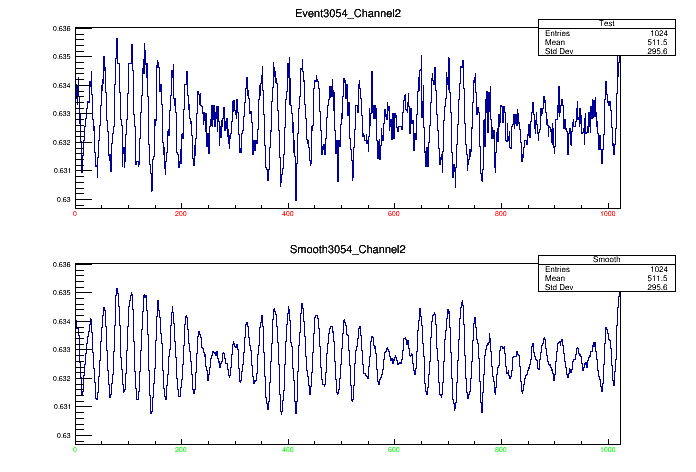 Event3054_Channel2
Test
Entries 1024
Mean 511.5
Std Dev 295.6
0.636
0.635
0.634
0.633
0.632
0.631
0.63
0 200 400 600 800 1000
Smooth3054_Channel2
Smooth
Entries 1024
Mean 511.5
Std Dev 295.6
0.636
0.635
0.634
0.633
0.632
0.631
0.63
0 200 400 600 800 1000